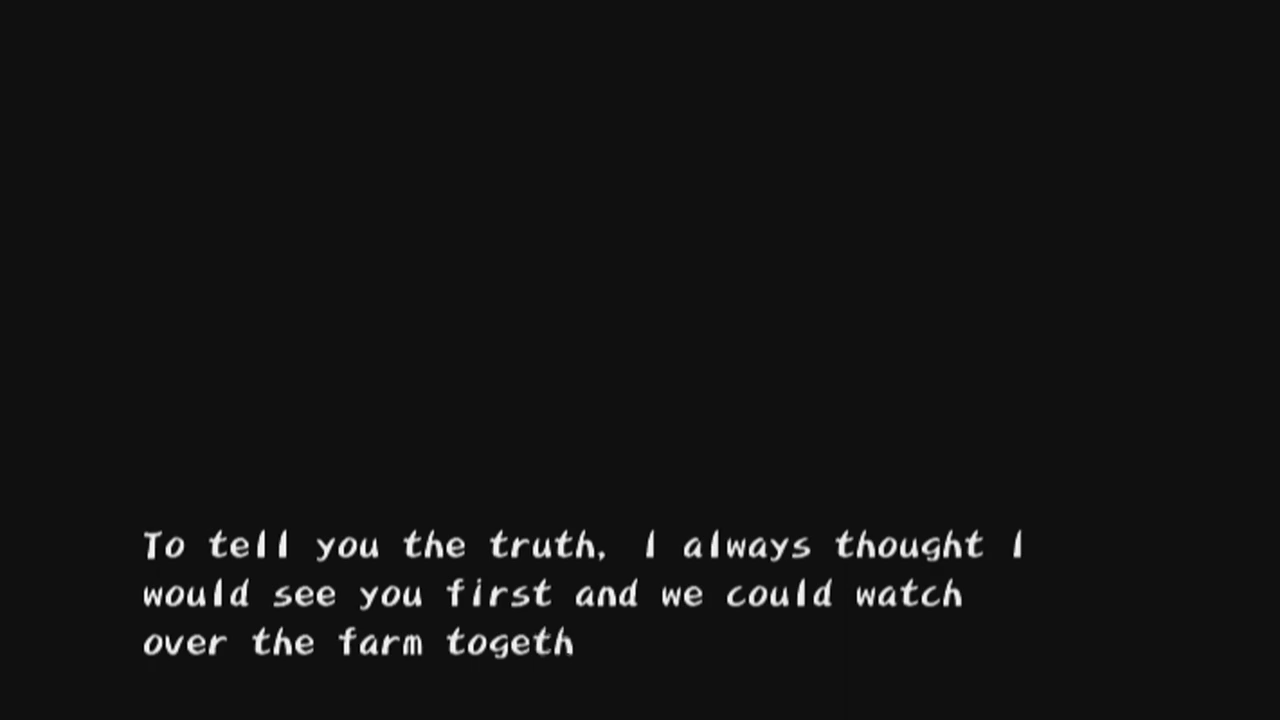 To tell you the truth, I always thought I
would see you first and we could watch
over the farm togeth